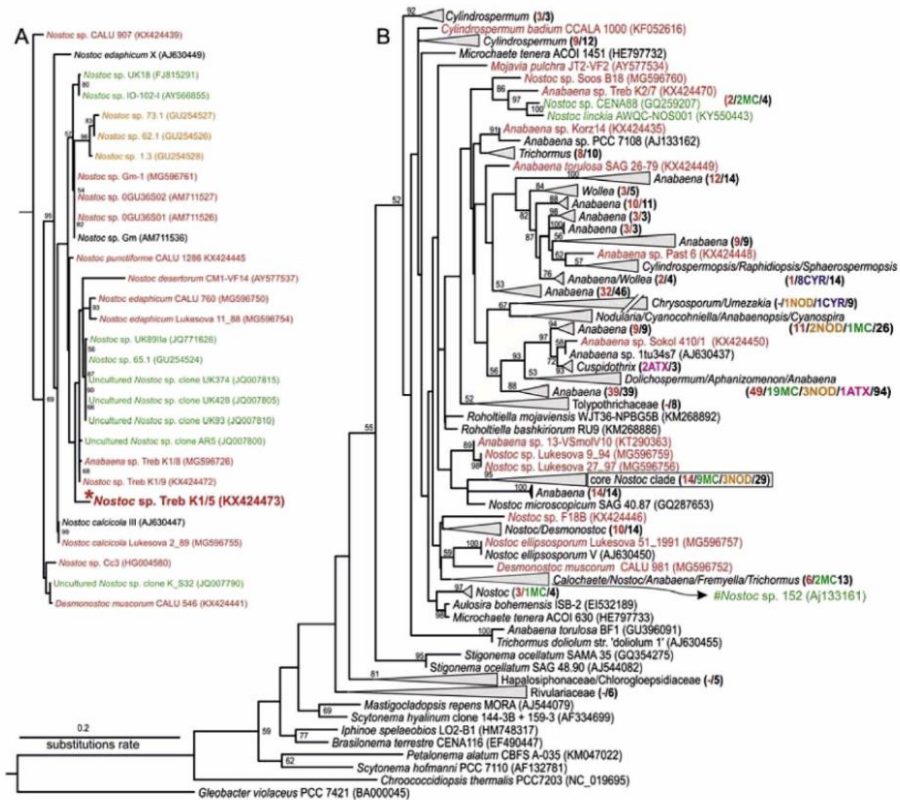 A
Nostoc sp. CALU 907 (KX424439)
Nostoc edaphicum X (AJ630449)
Nostoc sp. UK18 (FJ815291)
Nostoc sp. IO-102-I (AY566855)
Nostoc sp. 73.1 (GU254527)
Nostoc sp. 62.1 (GU254526)
Nostoc sp. 1.3 (GU254528)
Nostoc sp. Gm-1 (MG596761)
Nostoc sp. 0GU36S02 (AM711527)
Nostoc sp. 0GU36S01 (AM711526)
Nostoc sp. Gm (AM711536)
Nostoc punctiforme CALU 1286 KX424445
Nostoc desertorum CM1-VF14 (AY577537)
Nostoc edaphicum CALU 760 (MG596750)
Nostoc edaphicum Lukesova 11_88 (MG596754)
Nostoc sp. UK89IIa (JQ771626)
Nostoc sp. 65.1 (GU254524)
Uncultured Nostoc sp. clone UK374 (JQ007815)
Uncultured Nostoc sp. clone UK428 (JQ007805)
Uncultured Nostoc sp. clone UK93 (JQ007810)
Uncultured Nostoc sp. clone AR5 (JQ007800)
Anabaena sp. Treb K1/8 (MG596726)
Nostoc sp. Treb K1/9 (KX424472)
*Nostoc sp. Treb K1/5 (KX424473)
Nostoc calcicola III (AJ630447)
Nostoc calcicola Lukesova 2_89 (MG596755)
Nostoc sp. Cc3 (HG004580)
Uncultured Nostoc sp. clone K_S32 (JQ007790)
Desmonostoc muscorum CALU 546 (KX424441)
0.2
substitutions rate
B
Cylindrospermum (3/3)
Cylindrospermum badium CCALA 1000 (KF052616)
Cylindrospermum (9/12)
Microchaete tenera ACOI 1451 (HE797732)
Mojavia pulchra JT2-VF2 (AY577534)
Nostoc sp. Soos B18 (MG596760)
Anabaena sp. Treb K2/7 (KX424470)
Nostoc sp. CENA88 (GQ259207)
(2/2MC/4)
Nostoc linckia AWQC-NOS001 (KY550443)
Anabaena sp. Korz14 (KX424435)
Anabaena sp. PCC 7108 (AJ133162)
Trichormus (8/10)
Anabaena torulosa SAG 26-79 (KX424449)
Anabaena (12/14)
Wollea (3/5)
Anabaena (10/11)
Anabaena (3/3)
Anabaena (3/3)
Anabaena (9/9)
Anabaena sp. Past 6 (KX424448)
Cylindrospermopsis/Raphidiopsis/Sphaerospermopsis
(1/8CYR/14)
Anabaena/Wollea (2/4)
Anabaena (32/46)
Chrysosporum/Umezakia (-/1NOD/1CYR/9)
Nodularia/Cyanocohniella/Anabaenopsis/Cyanospira
(11/2NOD/1MC/26)
Anabaena (9/9)
Anabaena sp. Sokol 410/1 (KX424450)
Anabaena sp. 1tu34s7 (AJ630437)
Cuspidothrix (2ATX/3)
Dolichospermum/Aphanizomenon/Anabaena
(49/19MC/3NOD/1ATX/94)
Anabaena (39/39)
Tolypothrichaceae (-/8)
Roholtiella mojaviensis WJT36-NPBG5B (KM268892)
Roholtiella bashkiriorum RU9 (KM268886)
Anabaena sp. 13-VSmolV10 (KT290363)
Nostoc sp. Lukesova 9_94 (MG596759)
Nostoc sp. Lukesova 27_97 (MG596756)
core Nostoc clade (14/9MC/3NOD/29)
Anabaena (14/14)
Nostoc microscopicum SAG 40.87 (GQ287653)
Nostoc sp. F18B (KX424446)
Nostoc/Desmonostoc (10/14)
Nostoc ellipsosporum Lukesova 51_1991 (MG596757)
Nostoc ellipsosporum V (AJ630450)
Desmonostoc muscorum CALU 981 (MG596752)
Calochaete/Nostoc/Anabaena/Fremyella/Trichormus (6/2MC13)
Nostoc (3/1MC/4)
#Nostoc sp. 152 (Aj133161)
Aulosira bohemensis ISB-2 (EI532189)
Microchaete tenera ACOI 630 (HE797733)
Anabaena torulosa BF1 (GU396091)
Trichormus doliolum str. 'doliolum 1' (AJ630455)
Stigonema ocellatum SAMA 35 (GQ354275)
Stigonema ocellatum SAG 48.90 (AJ544082)
Hapalosiphonaceae/Chlorogloepsidiaceae (-/5)
Rivulariaceae (-/6)
Mastigocladopsis repens MORA (AJ544079)
Scytonema hyalinum clone 144-3B + 159-3 (AF334699)
Iphinoe spelaeobios LO2-B1 (HM748317)
Brasilonema terrestre CENA116 (EF490447)
Petalonema alatum CBFS A-035 (KM047022)
Scytonema hofmanni PCC 7110 (AF132781)
Chroococcidiopsis thermalis PCC7203 (NC_019695)
Gleobacter violaceus PCC 7421 (BA000045)